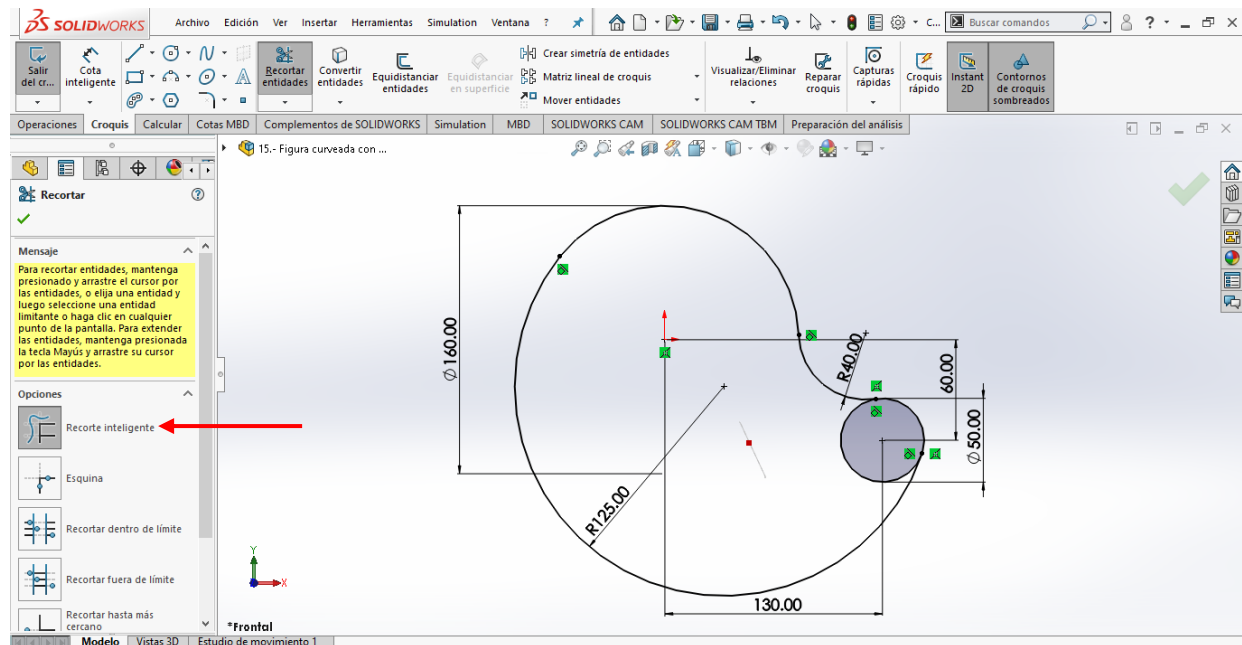 SOLIDWORKS
Archivo Edición Ver Insertar Herramientas Simulation Ventana ? C... Buscar comandos ?
Salir del cr...
Cota inteligente
Recortar entidades
Convertir entidades
Equidistanciar entidades
Equidistanciar en superficie
Crear simetría de entidades
Matriz lineal de croquis
Mover entidades
Visualizar/Eliminar relaciones
Reparar croquis
Capturas rápidas
Croquis rápido
Instant 2D
Contornos de croquis sombreados
Operaciones Croquis Calcular Cotas MBD Complementos de SOLIDWORKS Simulation MBD SOLIDWORKS CAM SOLIDWORKS CAM TBM Preparación del análisis
15.- Figura curveada con ...
Recortar ?
Mensaje
Para recortar entidades, mantenga
presionado y arrastre el cursor por
las entidades, o elija una entidad y
luego seleccione una entidad
limitante o haga clic en cualquier
punto de la pantalla. Para extender
las entidades, mantenga presionada
la tecla Mayús y arrastre su cursor
por las entidades.
Opciones
Recorte inteligente
Esquina
Recortar dentro de límite
Recortar fuera de límite
Recortar hasta más
cercano
∅160.00
R40.00
60.00
∅50.00
R125.00
130.00
Y
X
*Frontal
Modelo Vistas 3D Estudio de movimiento 1